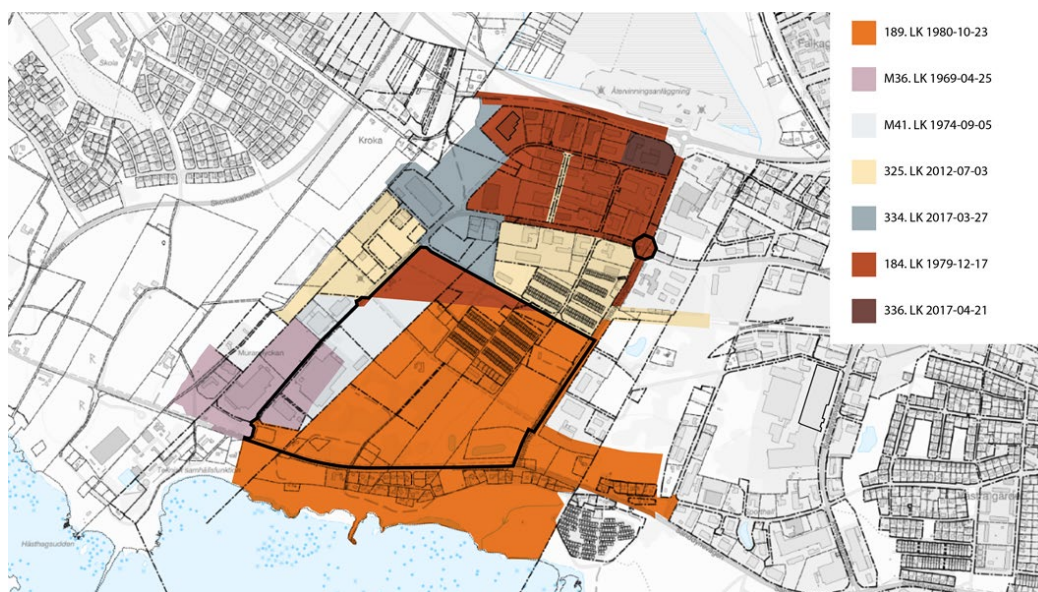 189. LK 1980-10-23
M36. LK 1969-04-25
M41. LK 1974-09-05
325. LK 2012-07-03
334. LK 2017-03-27
184. LK 1979-12-17
336. LK 2017-04-21
Skola
Kroka
Återvinningsanläggning
Teknisk samhällsfunktion
Hästhagsudden